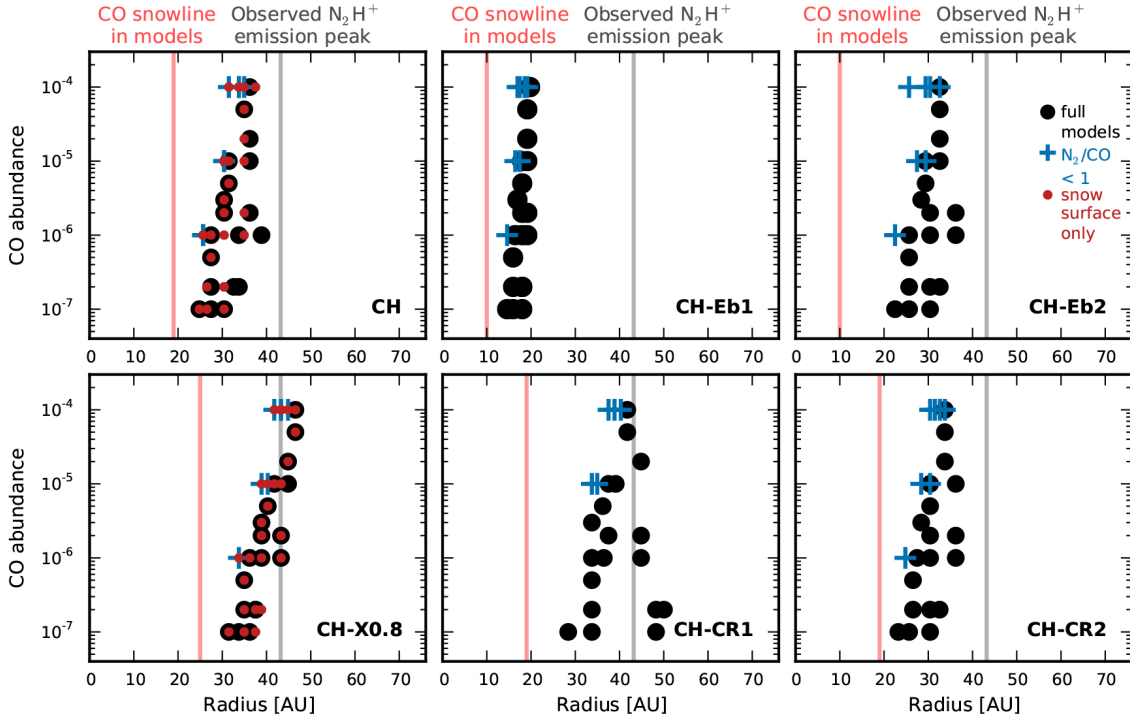 CO snowline in models Observed N₂H⁺ emission peak CO snowline in models Observed N₂H⁺ emission peak CO snowline in models Observed N₂H⁺ emission peak
CO abundance
10⁻⁴
10⁻⁵
10⁻⁶
10⁻⁷
CH
0 10 20 30 40 50 60 70
CH-Eb1
0 10 20 30 40 50 60 70
full
models
N₂/CO
< 1
snow
surface
only
CH-Eb2
0 10 20 30 40 50 60 70
CO abundance
10⁻⁴
10⁻⁵
10⁻⁶
10⁻⁷
CH-X0.8
0 10 20 30 40 50 60 70
Radius [AU]
CH-CR1
0 10 20 30 40 50 60 70
Radius [AU]
CH-CR2
0 10 20 30 40 50 60 70
Radius [AU]